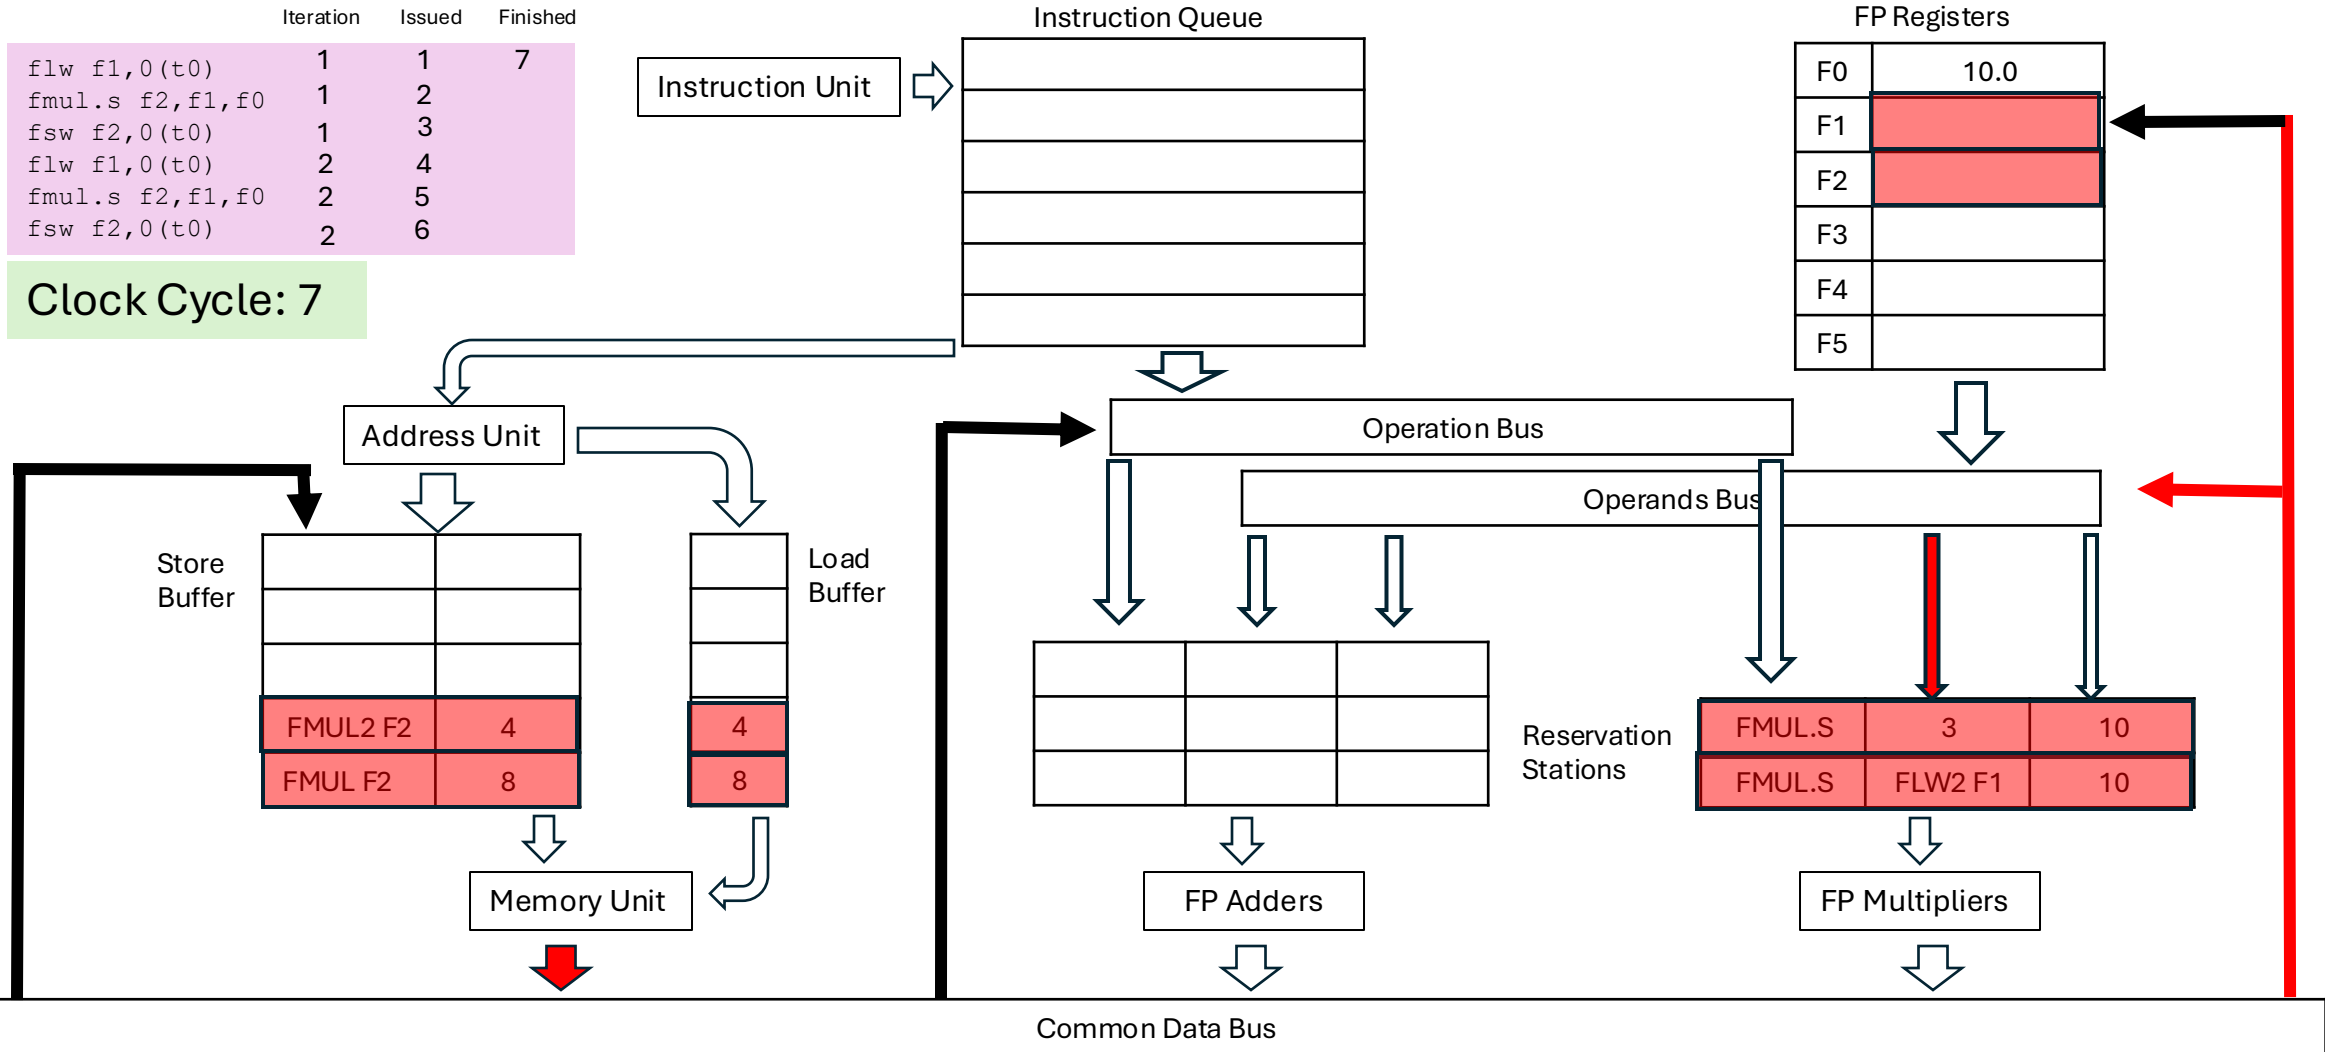 Iteration Issued Finished
flw f1,0(t0) 1 1 7
fmul.s f2,f1,f0 1 2
fsw f2,0(t0) 1 3
flw f1,0(t0) 2 4
fmul.s f2,f1,f0 2 5
fsw f2,0(t0) 2 6
Clock Cycle: 7
Instruction Queue
Instruction Unit
FP Registers
F0 10.0
F1
F2
F3
F4
F5
Address Unit
Operation Bus
Operands Bus
Store
Buffer
Load
Buffer
FMUL2 F2 4
FMUL F2 8
4
8
Reservation
Stations
FMUL.S 3 10
FMUL.S FLW2 F1 10
Memory Unit
FP Adders
FP Multipliers
Common Data Bus